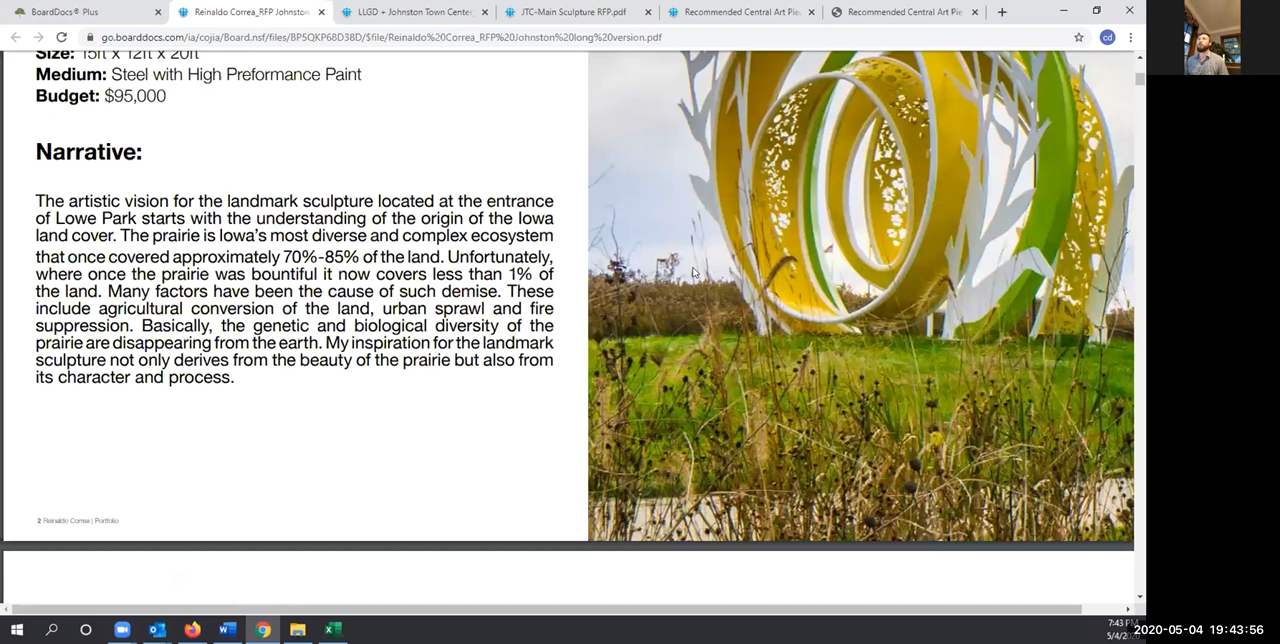 BoardDocs® Plus
Reinaldo Correa_RFP Johnston
LLGD + Johnston Town Center
JTC-Main Sculpture RFP.pdf
Recommended Central Art Pie
Recommended Central Art Pie
go.boarddocs.com/ia/cojia/Board.nsf/files/BP5QKP68D38D/$file/Reinaldo%20Correa_RFP%20Johnston%20long%20version.pdf
cd
Size: 15ft x 12ft x 20ft
Medium: Steel with High Preformance Paint
Budget: $95,000
Narrative:
The artistic vision for the landmark sculpture located at the entrance
of Lowe Park starts with the understanding of the origin of the Iowa
land cover. The prairie is Iowa's most diverse and complex ecosystem
that once covered approximately 70%-85% of the land. Unfortunately,
where once the prairie was bountiful it now covers less than 1% of
the land. Many factors have been the cause of such demise. These
include agricultural conversion of the land, urban sprawl and fire
suppression. Basically, the genetic and biological diversity of the
prairie are disappearing from the earth. My inspiration for the landmark
sculpture not only derives from the beauty of the prairie but also from
its character and process.
2 Reinaldo Correa | Portfolio
7:43 PM
5/4/2020
2020-05-04 19:43:56